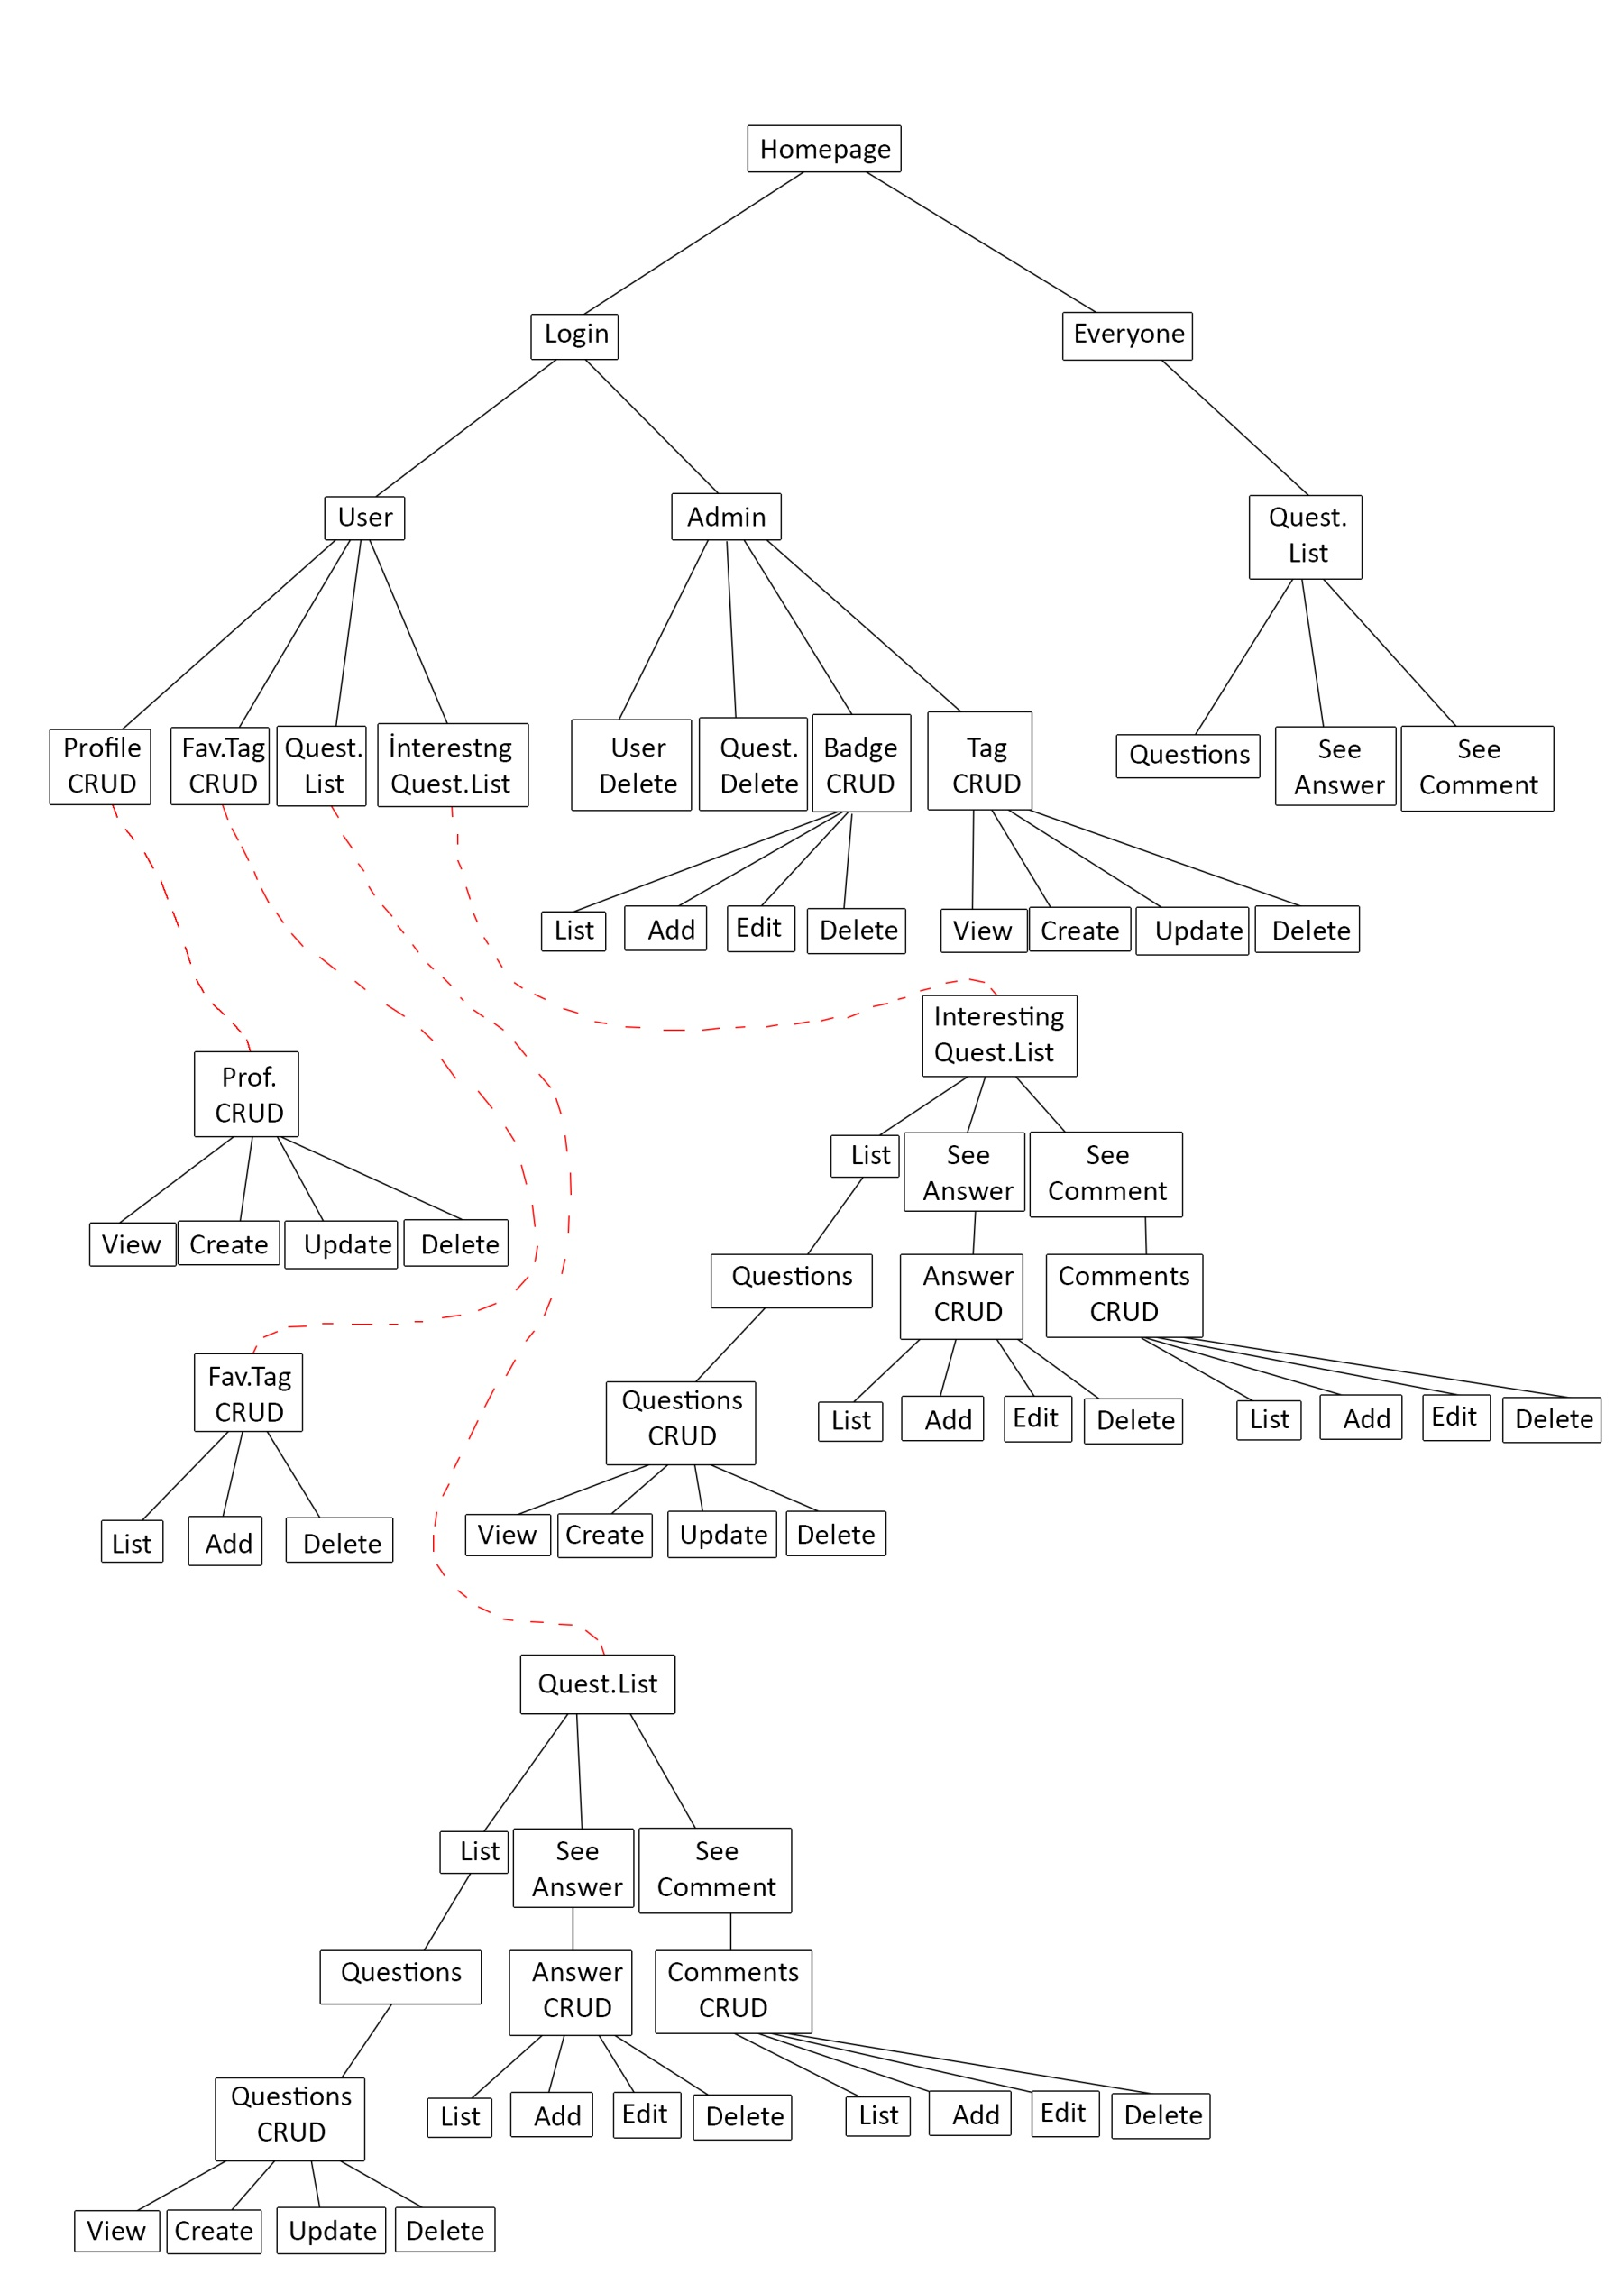 Homepage
Login
Everyone
User
Admin
Quest.
List
Profile
CRUD
Fav.Tag
CRUD
Quest.
List
İnterestng
Quest.List
User
Delete
Quest.
Delete
Badge
CRUD
Tag
CRUD
Questions
See
Answer
See
Comment
List
Add
Edit
Delete
View
Create
Update
Delete
Interesting
Quest.List
Prof.
CRUD
List
See
Answer
See
Comment
View
Create
Update
Delete
Questions
Answer
CRUD
Comments
CRUD
Fav.Tag
CRUD
Questions
CRUD
List
Add
Edit
Delete
List
Add
Edit
Delete
List
Add
Delete
View
Create
Update
Delete
Quest.List
List
See
Answer
See
Comment
Questions
Answer
CRUD
Comments
CRUD
Questions
CRUD
List
Add
Edit
Delete
List
Add
Edit
Delete
View
Create
Update
Delete